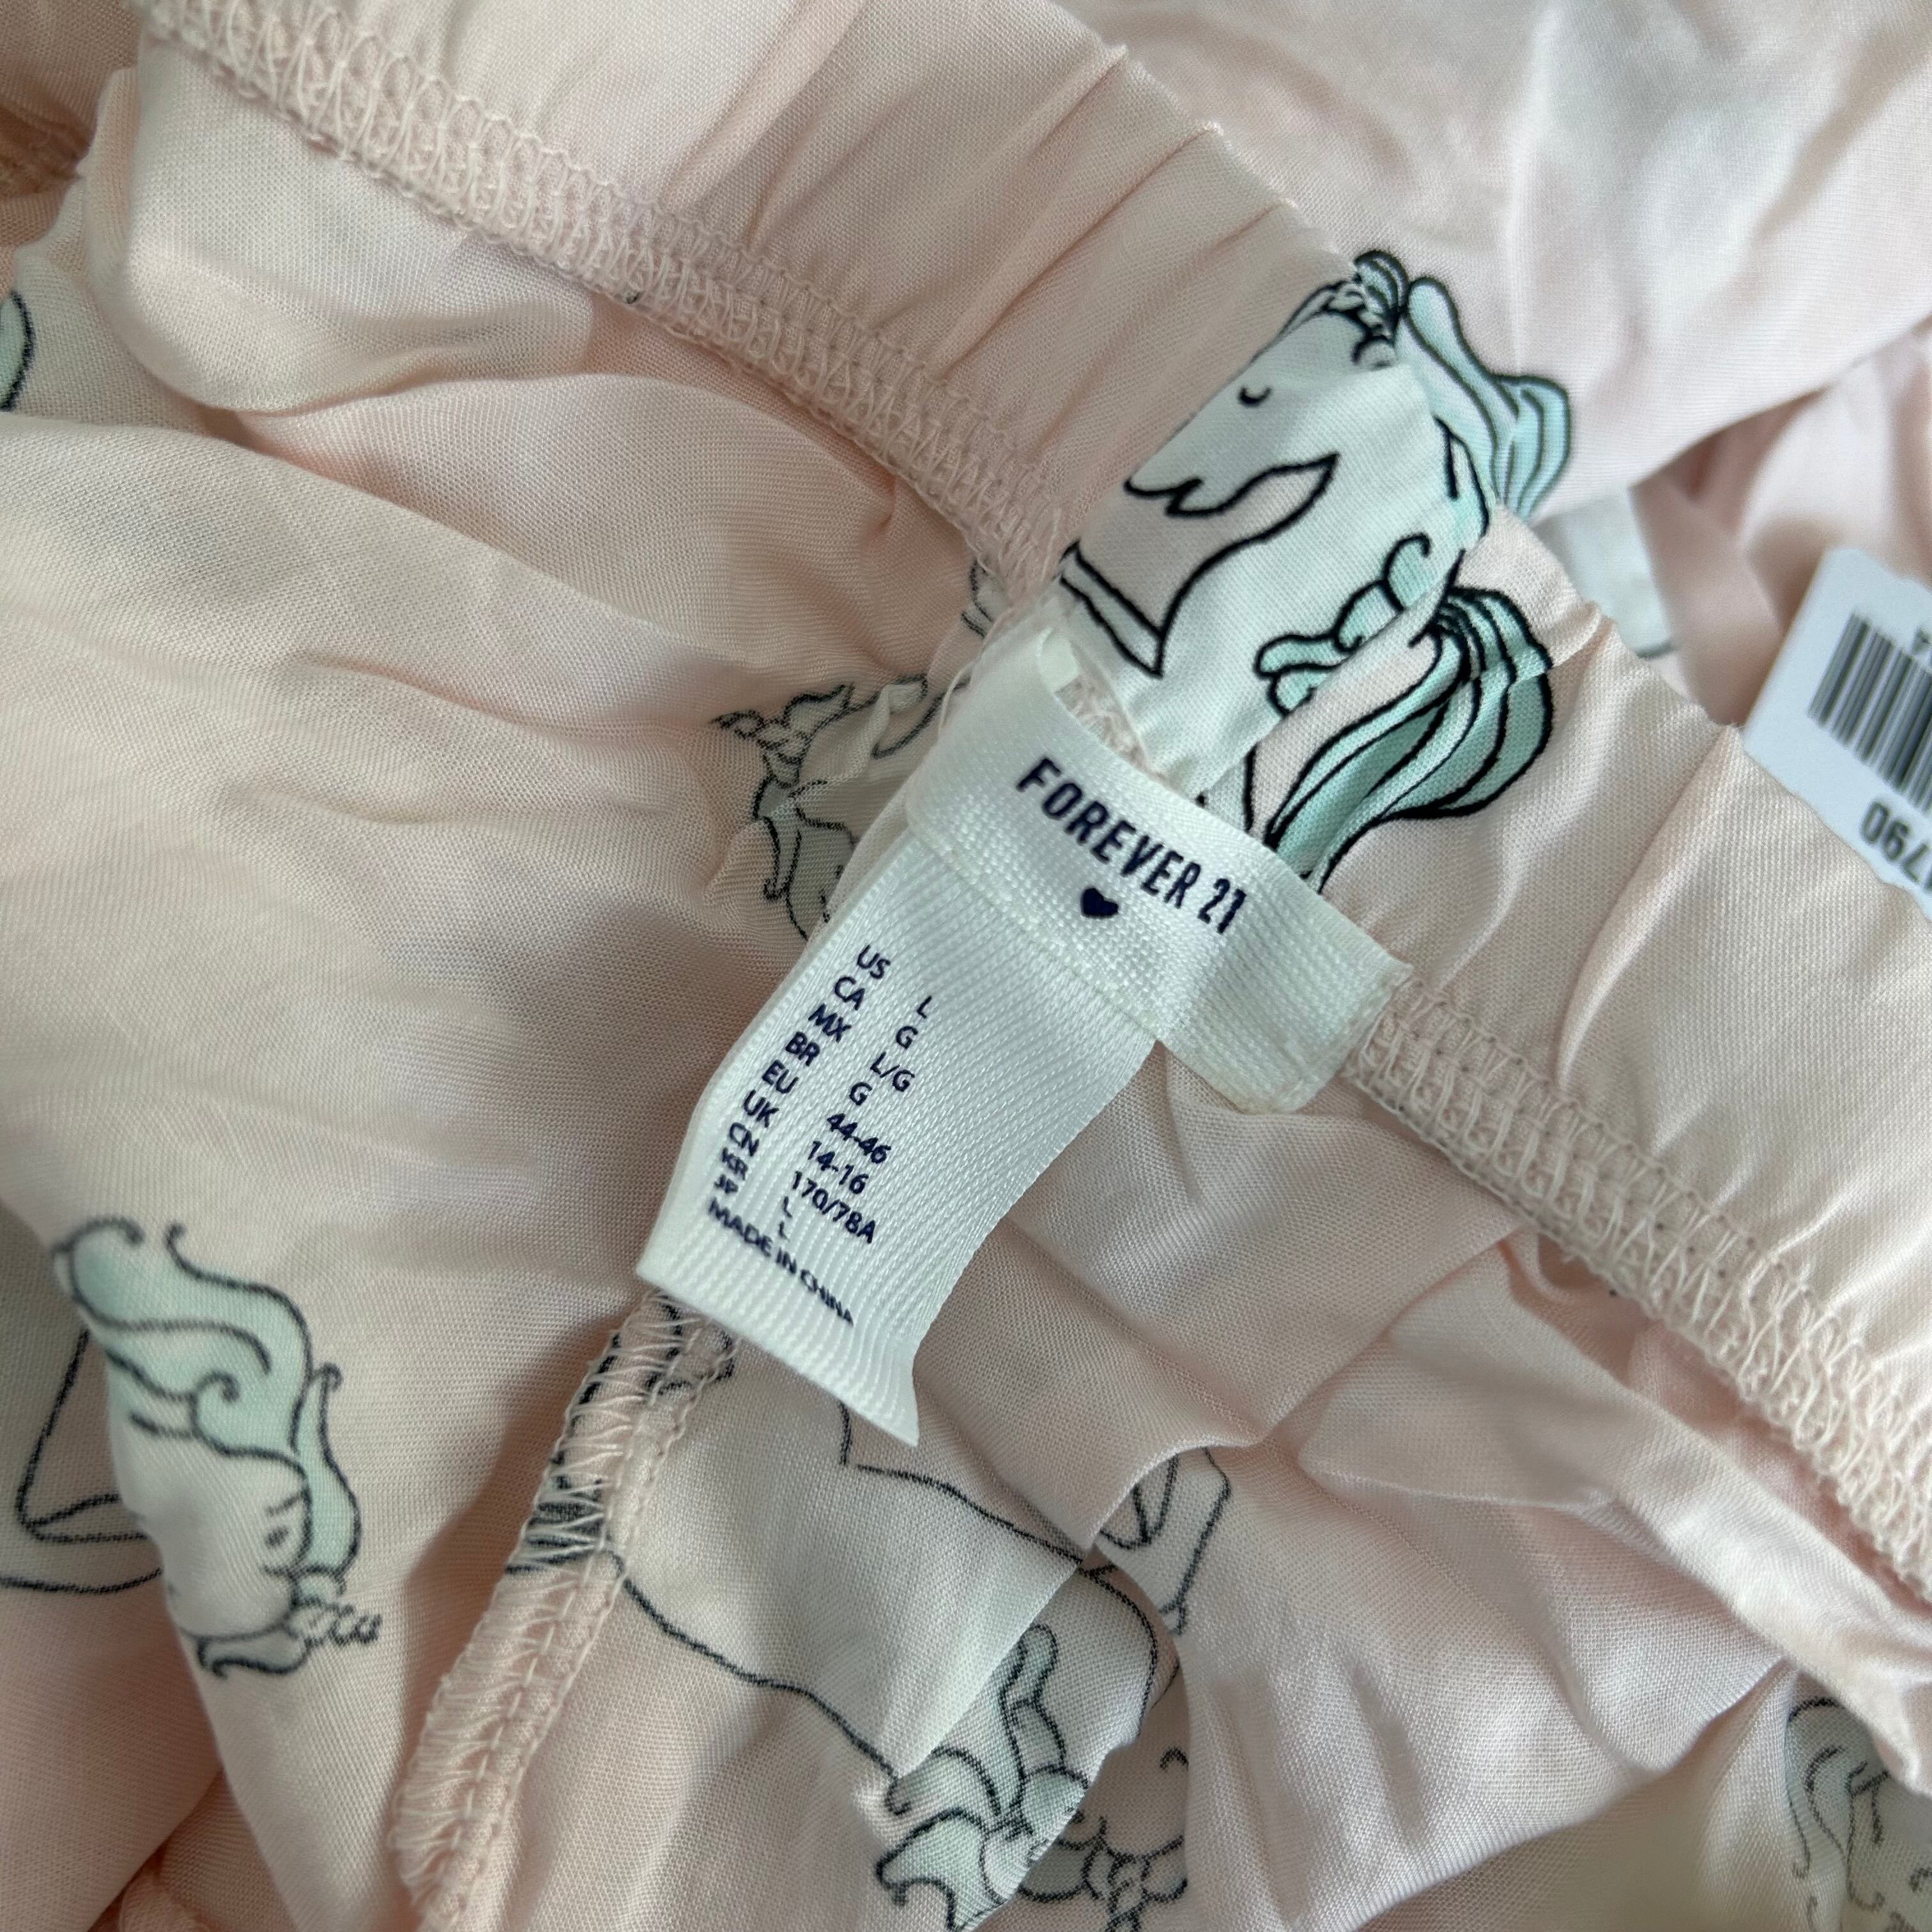 FOREVER 21
US L
CA G
MX L/G
BR G
EU 44-46
UK 14-16
CN 170/78A
KR L
JP L
MADE IN CHINA